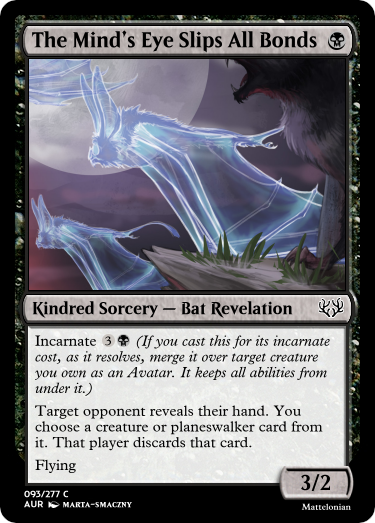 The Mind's Eye Slips All Bonds
Kindred Sorcery — Bat Revelation
Incarnate 3 (If you cast this for its incarnate
cost, as it resolves, merge it over target creature
you own as an Avatar. It keeps all abilities from
under it.)
Target opponent reveals their hand. You
choose a creature or planeswalker card from
it. That player discards that card.
Flying
3/2
093/277 C
AUR MARTA-SMACZNY
Mattelonian